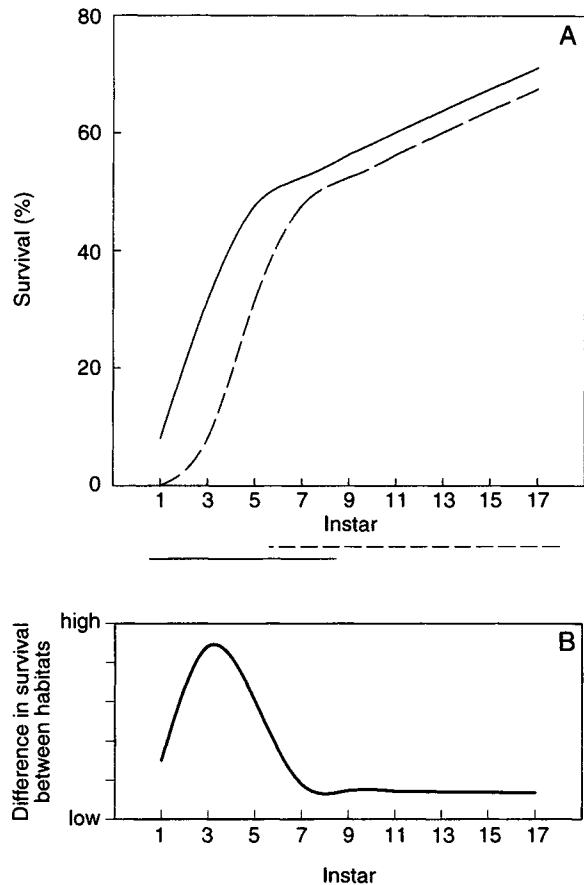 A
80
60
40
20
0
Survival (%)
1 3 5 7 9 11 13 15 17
Instar
B
high
low
Difference in survival
between habitats
1 3 5 7 9 11 13 15 17
Instar